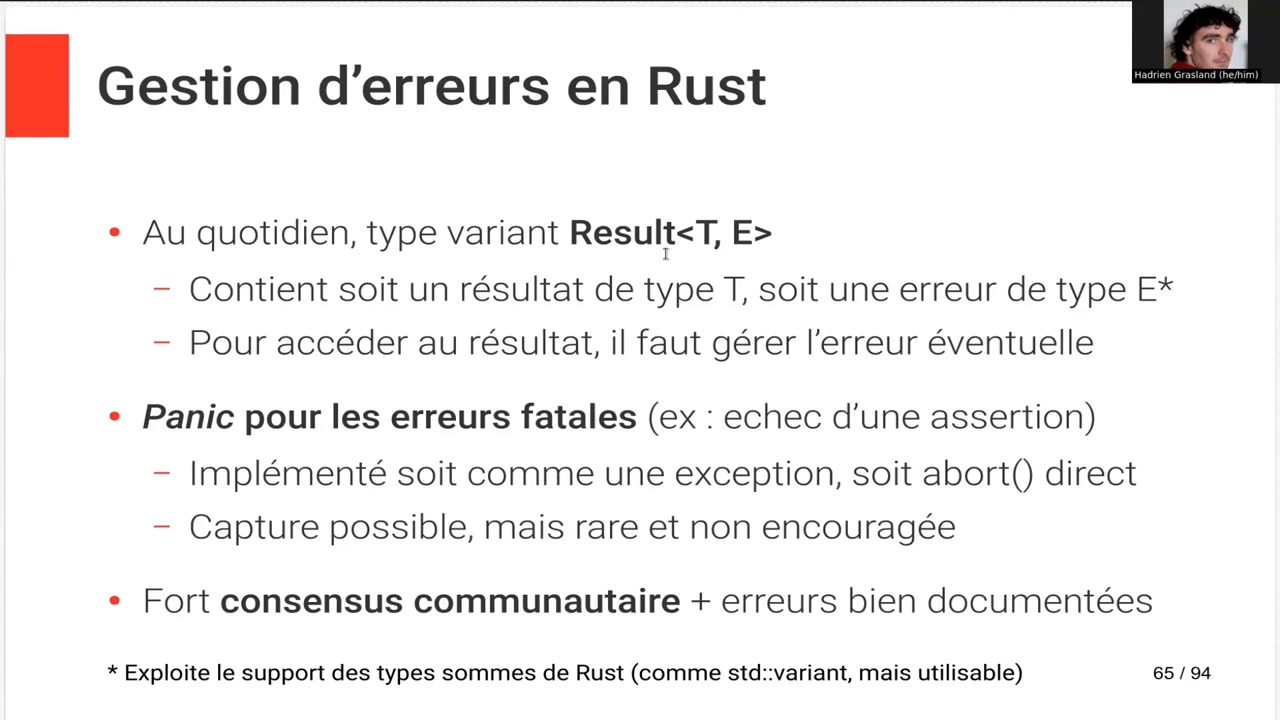 Hadrien Grasland (he/him)
Gestion d’erreurs en Rust
• Au quotidien, type variant Result<T, E>
– Contient soit un résultat de type T, soit une erreur de type E*
– Pour accéder au résultat, il faut gérer l’erreur éventuelle
• Panic pour les erreurs fatales (ex : echec d’une assertion)
– Implémenté soit comme une exception, soit abort() direct
– Capture possible, mais rare et non encouragée
• Fort consensus communautaire + erreurs bien documentées
* Exploite le support des types sommes de Rust (comme std::variant, mais utilisable)
65 / 94